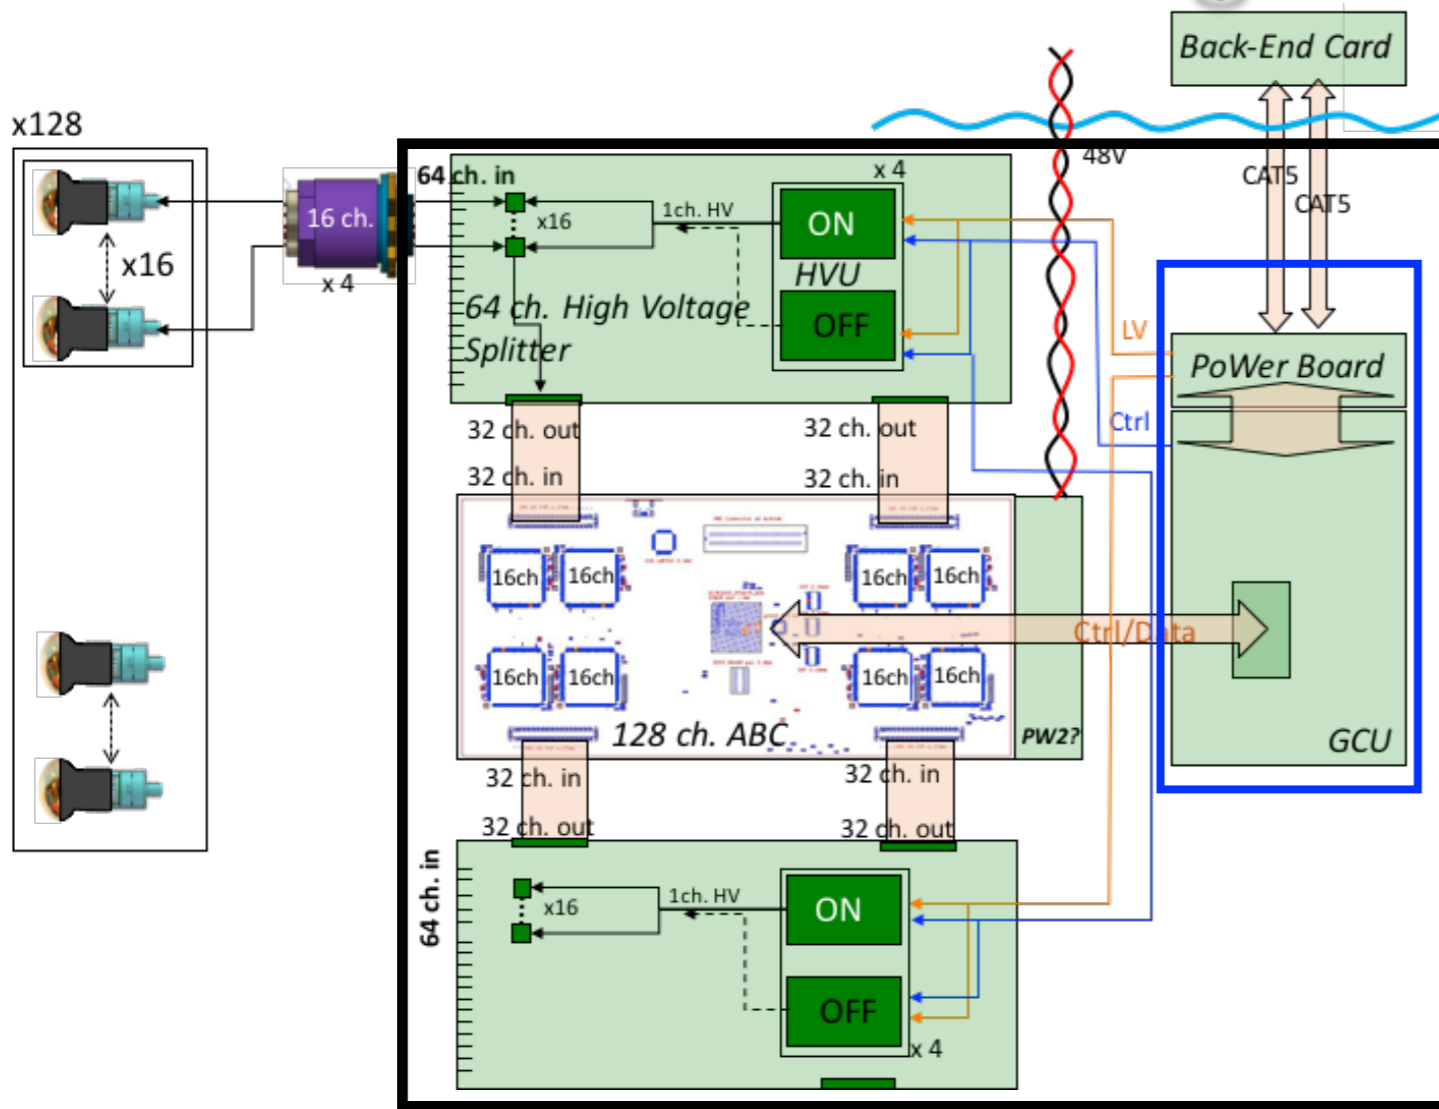 Back-End Card
x128
48V
CAT5
CAT5
64 ch. in
x 4
16 ch.
x16
x 4
x16
1ch. HV
ON
HVU
OFF
64 ch. High Voltage
Splitter
LV
Ctrl
PoWer Board
32 ch. out
32 ch. out
32 ch. in
32 ch. in
16ch
16ch
16ch
16ch
Ctrl/Data
16ch
16ch
16ch
16ch
128 ch. ABC
PW2?
GCU
32 ch. in
32 ch. in
32 ch. out
32 ch. out
64 ch. in
x16
1ch. HV
ON
OFF
x 4